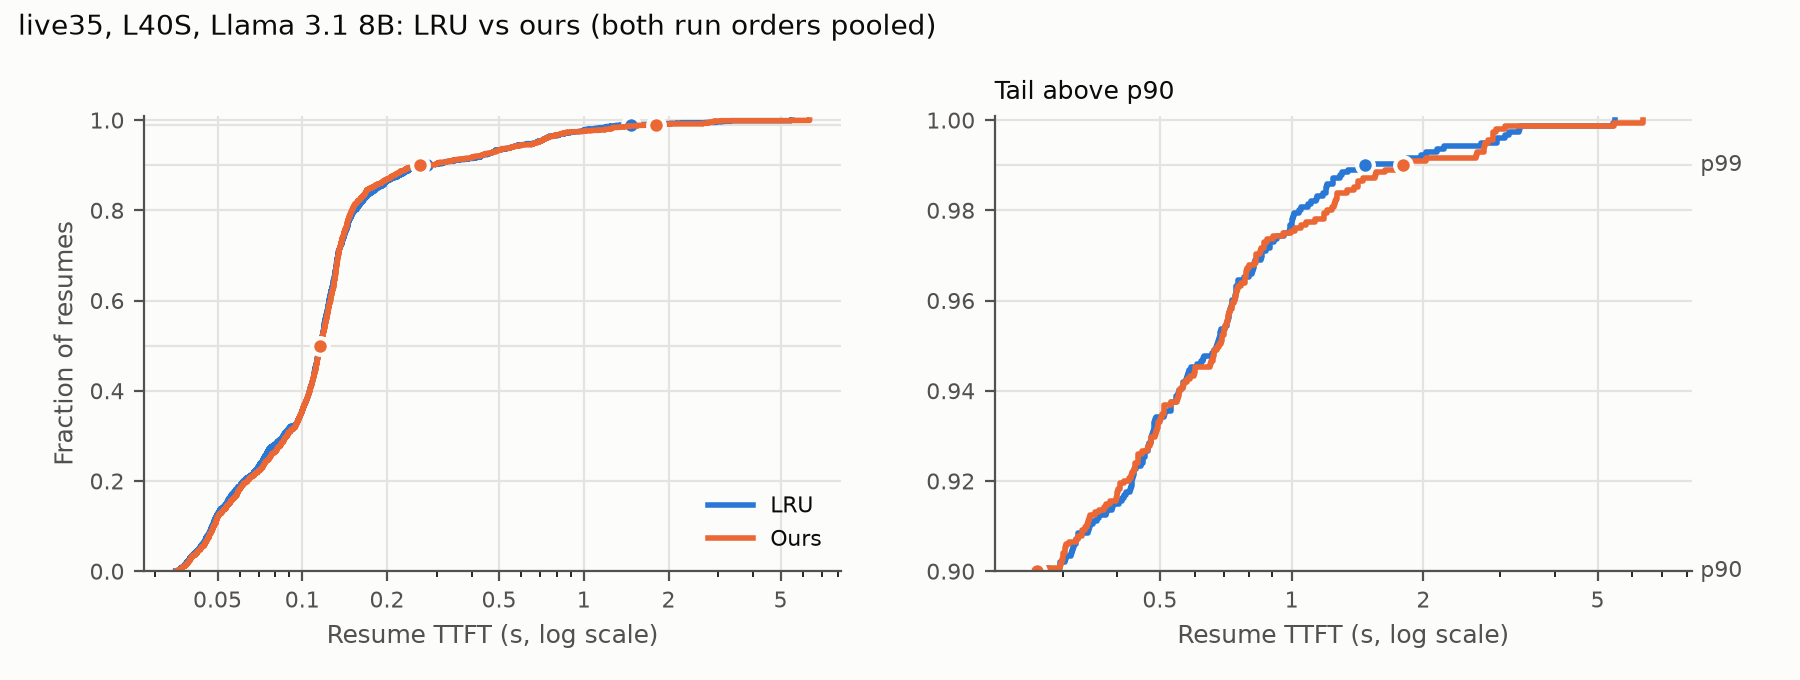 live35, L40S, Llama 3.1 8B: LRU vs ours (both run orders pooled)
Fraction of resumes
1.0
0.8
0.6
0.4
0.2
0.0
0.05
0.1
0.2
0.5
1
2
5
Resume TTFT (s, log scale)
LRU
Ours
Tail above p90
1.00
0.98
0.96
0.94
0.92
0.90
p99
p90
0.5
1
2
5
Resume TTFT (s, log scale)